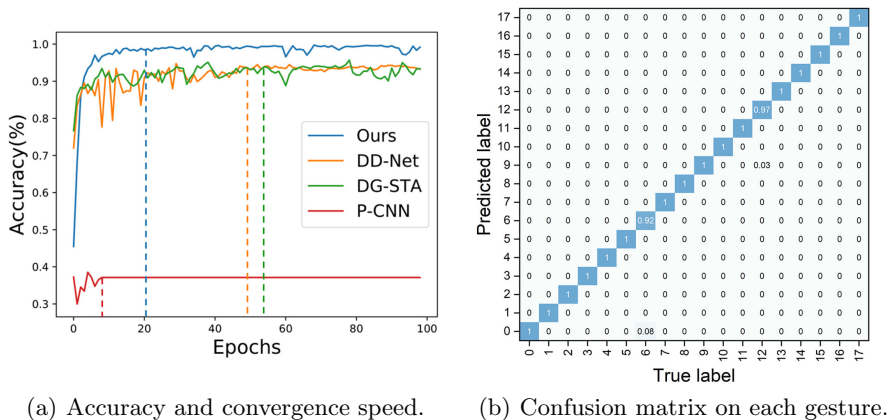 1.0
0.9
0.8
0.7
0.6
0.5
0.4
0.3
Accuracy(%)
Ours
DD-Net
DG-STA
P-CNN
0 20 40 60 80 100
Epochs
(a) Accuracy and convergence speed.
Predicted label
17 0 0 0 0 0 0 0 0 0 0 0 0 0 0 0 0 0 1
16 0 0 0 0 0 0 0 0 0 0 0 0 0 0 0 0 1 0
15 0 0 0 0 0 0 0 0 0 0 0 0 0 0 0 1 0 0
14 0 0 0 0 0 0 0 0 0 0 0 0 0 0 1 0 0 0
13 0 0 0 0 0 0 0 0 0 0 0 0 0 1 0 0 0 0
12 0 0 0 0 0 0 0 0 0 0 0 0 0.97 0 0 0 0 0
11 0 0 0 0 0 0 0 0 0 0 0 1 0 0 0 0 0 0
10 0 0 0 0 0 0 0 0 0 0 1 0 0 0 0 0 0 0
9 0 0 0 0 0 0 0 0 0 1 0 0 0.03 0 0 0 0 0
8 0 0 0 0 0 0 0 0 1 0 0 0 0 0 0 0 0 0
7 0 0 0 0 0 0 0 1 0 0 0 0 0 0 0 0 0 0
6 0 0 0 0 0 0 0.92 0 0 0 0 0 0 0 0 0 0 0
5 0 0 0 0 0 1 0 0 0 0 0 0 0 0 0 0 0 0
4 0 0 0 0 1 0 0 0 0 0 0 0 0 0 0 0 0 0
3 0 0 0 1 0 0 0 0 0 0 0 0 0 0 0 0 0 0
2 0 0 1 0 0 0 0 0 0 0 0 0 0 0 0 0 0 0
1 0 1 0 0 0 0 0 0 0 0 0 0 0 0 0 0 0 0
0 1 0 0 0 0 0 0.08 0 0 0 0 0 0 0 0 0 0 0
0 1 2 3 4 5 6 7 8 9 10 11 12 13 14 15 16 17
True label
(b) Confusion matrix on each gesture.